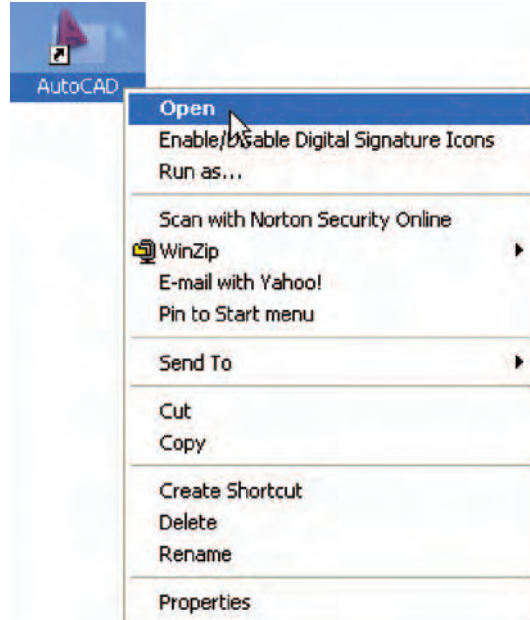 AutoCAD
Open
Enable/Disable Digital Signature Icons
Run as...
Scan with Norton Security Online
WinZip
E-mail with Yahoo!
Pin to Start menu
Send To
Cut
Copy
Create Shortcut
Delete
Rename
Properties